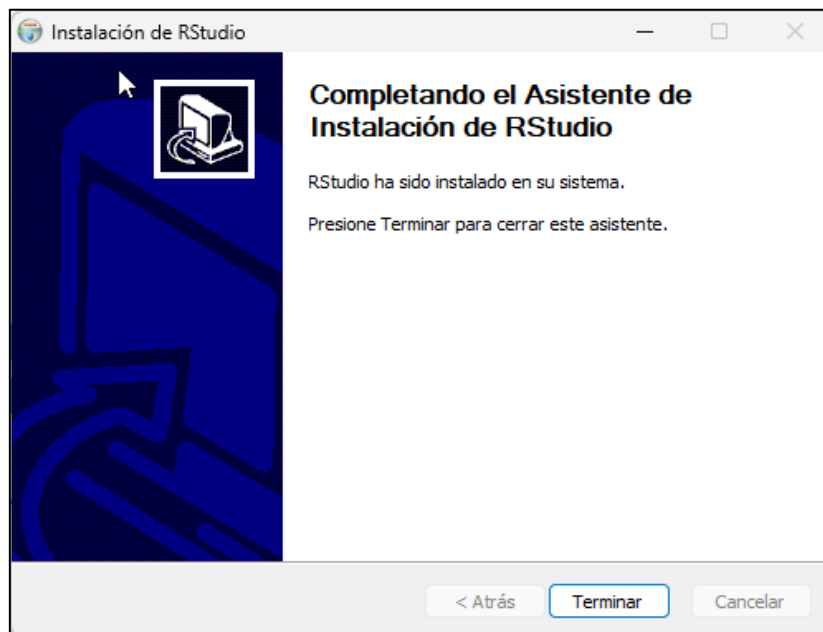 Instalación de RStudio
Completando el Asistente de
Instalación de RStudio
RStudio ha sido instalado en su sistema.
Presione Terminar para cerrar este asistente.
< Atrás
Terminar
Cancelar